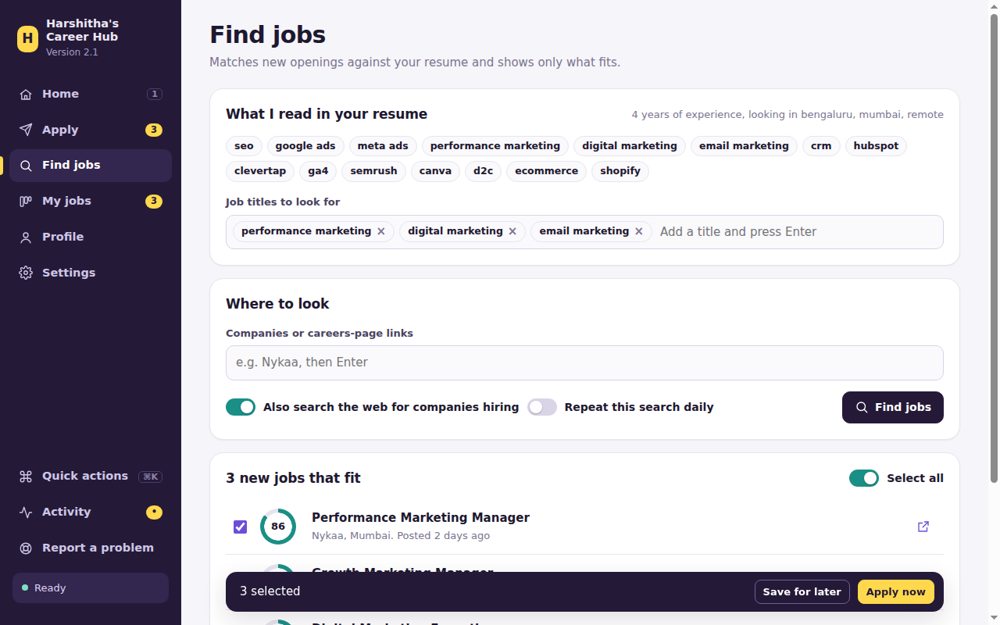 H
Harshitha's
Career Hub
Version 2.1
Home 1
Apply 3
Find jobs
My jobs 3
Profile
Settings
Quick actions ⌘K
Activity •
Report a problem
Ready
Find jobs
Matches new openings against your resume and shows only what fits.
What I read in your resume
4 years of experience, looking in bengaluru, mumbai, remote
seo google ads meta ads performance marketing digital marketing email marketing crm hubspot
clevertap ga4 semrush canva d2c ecommerce shopify
Job titles to look for
performance marketing × digital marketing × email marketing × Add a title and press Enter
Where to look
Companies or careers-page links
e.g. Nykaa, then Enter
Also search the web for companies hiring Repeat this search daily Find jobs
3 new jobs that fit Select all
86 Performance Marketing Manager
Nykaa, Mumbai. Posted 2 days ago
Growth Marketing Manager
3 selected Save for later Apply now
Digital Marketing Executive